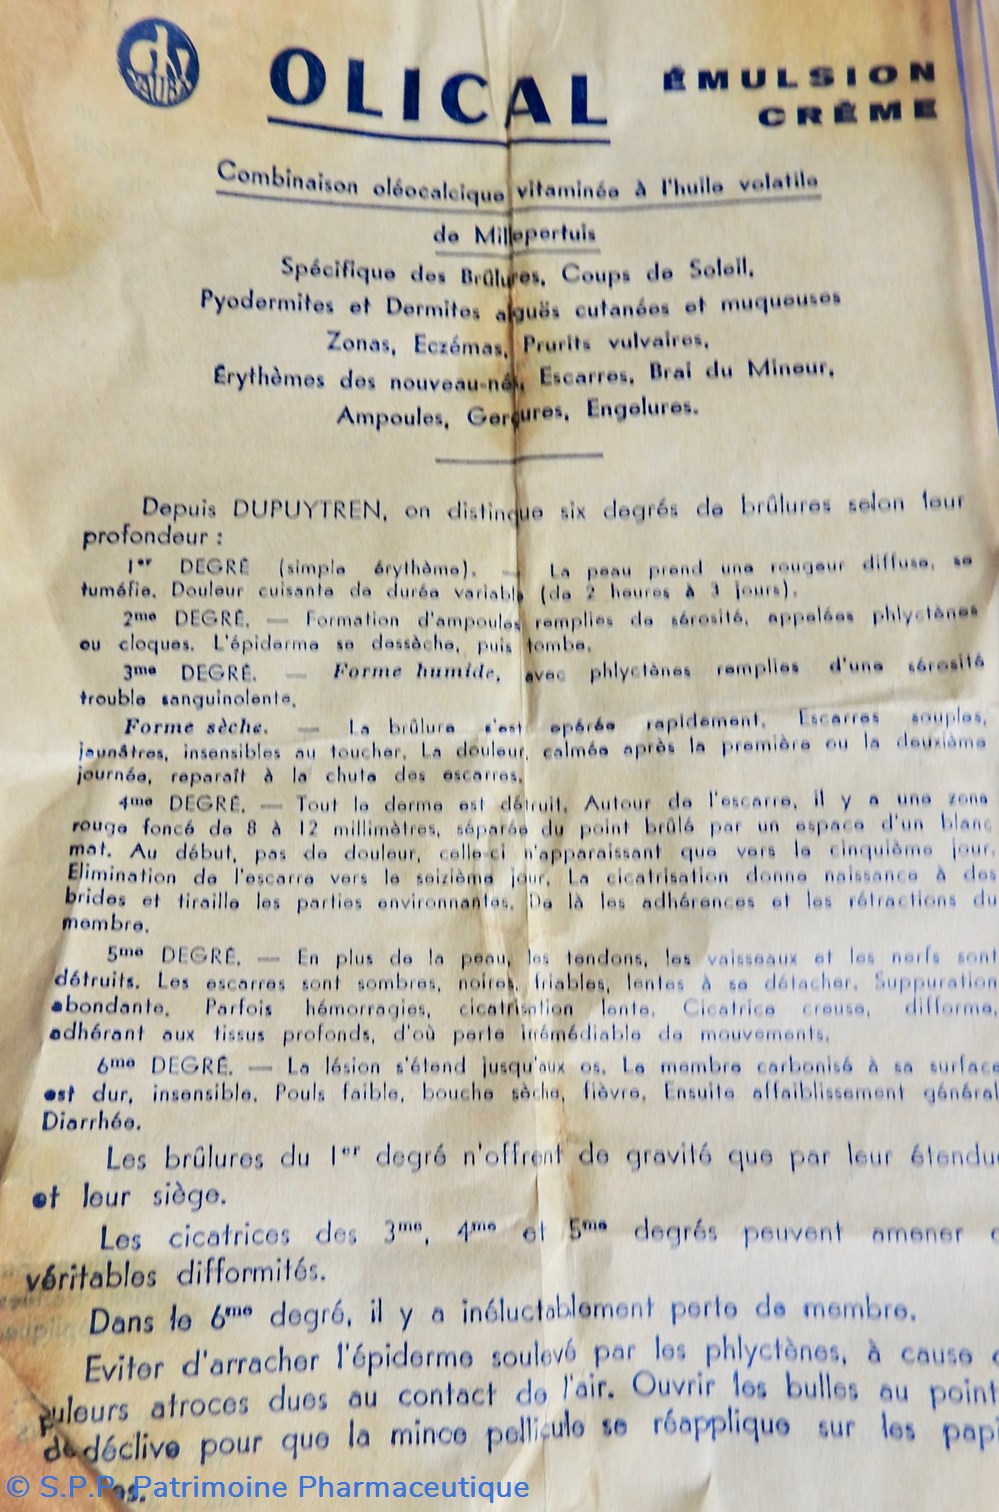 OLICAL ÉMULSION
CRÈME
Combinaison oléocalcique vitaminée à l'huile volatile
de Millepertuis
Spécifique des Brûlures, Coups de Soleil,
Pyodermites et Dermites aiguës cutanées et muqueuses
Zonas, Eczémas, Prurits vulvaires,
Érythèmes des nouveau-nés, Escarres, Brai du Mineur,
Ampoules, Gerçures, Engelures.
Depuis DUPUYTREN, on distingue six degrés de brûlures selon leur
profondeur :
1er DEGRÉ (simple érythème). — La peau prend une rougeur diffuse, se
tuméfie. Douleur cuisante de durée variable (de 2 heures à 3 jours).
2me DEGRÉ. — Formation d'ampoules remplies de sérosité, appelées phlyctènes
ou cloques. L'épiderme se dessèche, puis tombe.
3me DEGRÉ. — Forme humide, avec phlyctènes remplies d'une sérosité
trouble sanguinolente.
Forme sèche. — La brûlure s'est opérée rapidement. Escarres souples,
jaunâtres, insensibles au toucher. La douleur, calmée après la première ou la deuxième
journée, reparaît à la chute des escarres.
4me DEGRÉ. — Tout le derme est détruit. Autour de l'escarre, il y a une zone
rouge foncé de 8 à 12 millimètres, séparée du point brûlé par un espace d'un blanc
mat. Au début, pas de douleur, celle-ci n'apparaissant que vers le cinquième jour.
Elimination de l'escarre vers le seizième jour. La cicatrisation donne naissance à des
brides et tiraille les parties environnantes. De là les adhérences et les rétractions du
membre.
5me DEGRÉ. — En plus de la peau, les tendons, les vaisseaux et les nerfs sont
détruits. Les escarres sont sombres, noires, friables, lentes à se détacher. Suppuration
abondante. Parfois hémorragies, cicatrisation lente. Cicatrice creuse, difforme,
adhérant aux tissus profonds, d'où perte irrémédiable de mouvements.
6me DEGRÉ. — La lésion s'étend jusqu'aux os. Le membre carbonisé à sa surface
est dur, insensible. Pouls faible, bouche sèche, fièvre. Ensuite affaiblissement général
Diarrhée.
Les brûlures du 1er degré n'offrent de gravité que par leur étendue
et leur siège.
Les cicatrices des 3me, 4me et 5me degrés peuvent amener
véritables difformités.
Dans le 6me degré, il y a inéluctablement perte de membre.
Eviter d'arracher l'épiderme soulevé par les phlyctènes, à cause
uleurs atroces dues au contact de l'air. Ouvrir les bulles au point
déclive pour que la mince pellicule se réapplique sur les papi
es.
© S.P.P. Patrimoine Pharmaceutique